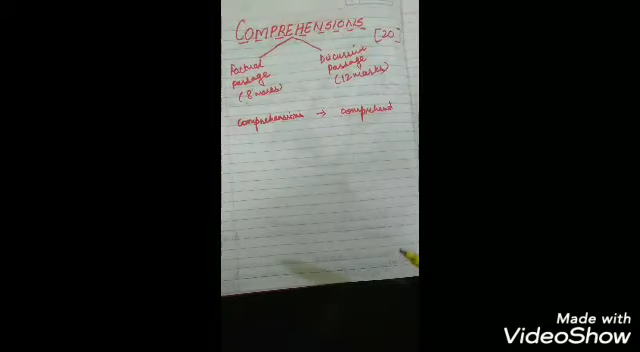 COMPREHENSIONS
[20]
Factual
passage
(8 marks)
Discursive
passage
(12 marks)
comprehensions → comprehend
Made with
VideoShow